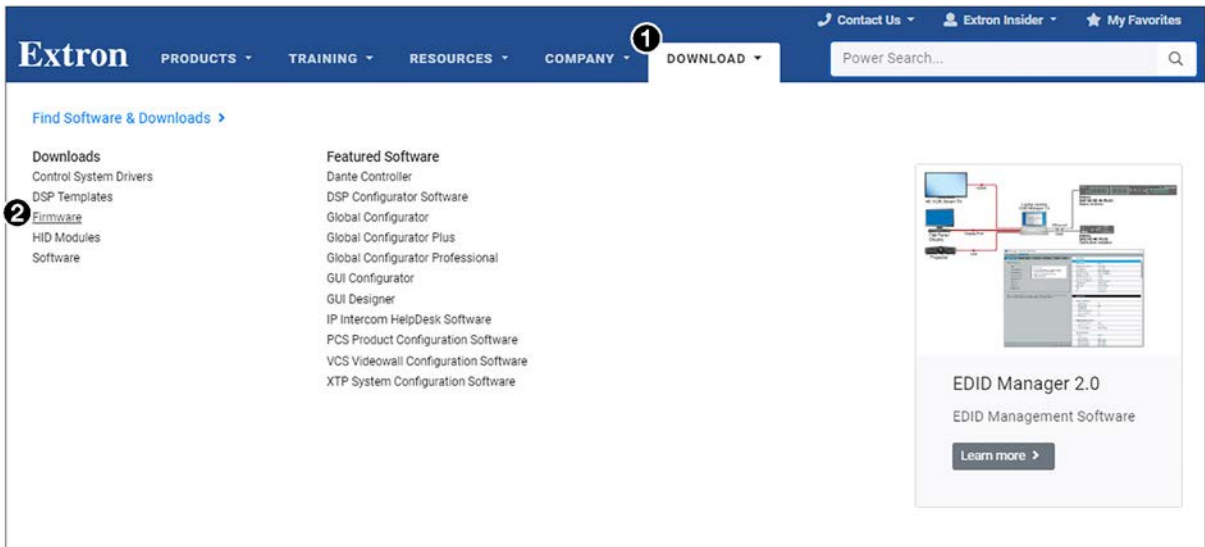 Contact Us
Extron Insider
My Favorites
1
Extron
PRODUCTS
TRAINING
RESOURCES
COMPANY
DOWNLOAD
Power Search...
Find Software & Downloads >
Downloads
Control System Drivers
DSP Templates
2 Firmware
HID Modules
Software
Featured Software
Dante Controller
DSP Configurator Software
Global Configurator
Global Configurator Plus
Global Configurator Professional
GUI Configurator
GUI Designer
IP Intercom HelpDesk Software
PCS Product Configuration Software
VCS Videowall Configuration Software
XTP System Configuration Software
EDID Manager 2.0
EDID Management Software
Learn more >